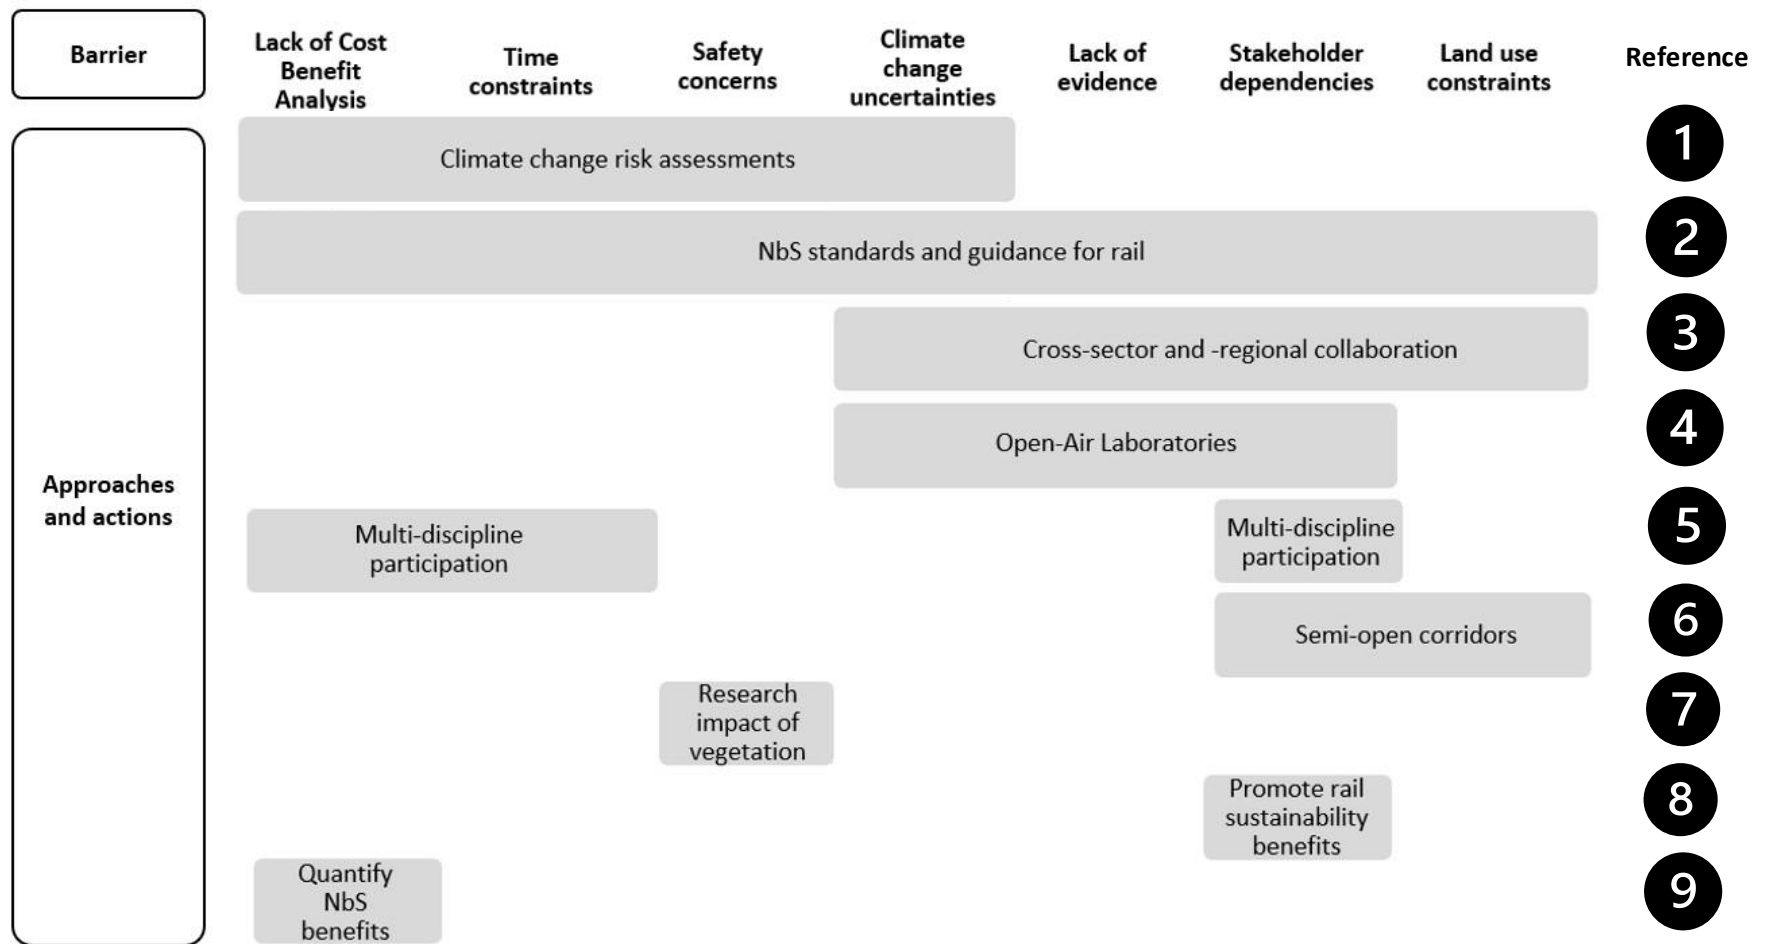 Barrier
Lack of Cost
Benefit
Analysis
Time
constraints
Safety
concerns
Climate
change
uncertainties
Lack of
evidence
Stakeholder
dependencies
Land use
constraints
Reference
Approaches
and actions
Climate change risk assessments
1
NbS standards and guidance for rail
2
Cross-sector and -regional collaboration
3
Open-Air Laboratories
4
Multi-discipline
participation
Multi-discipline
participation
5
Semi-open corridors
6
Research
impact of
vegetation
7
Promote rail
sustainability
benefits
8
Quantify
NbS
benefits
9